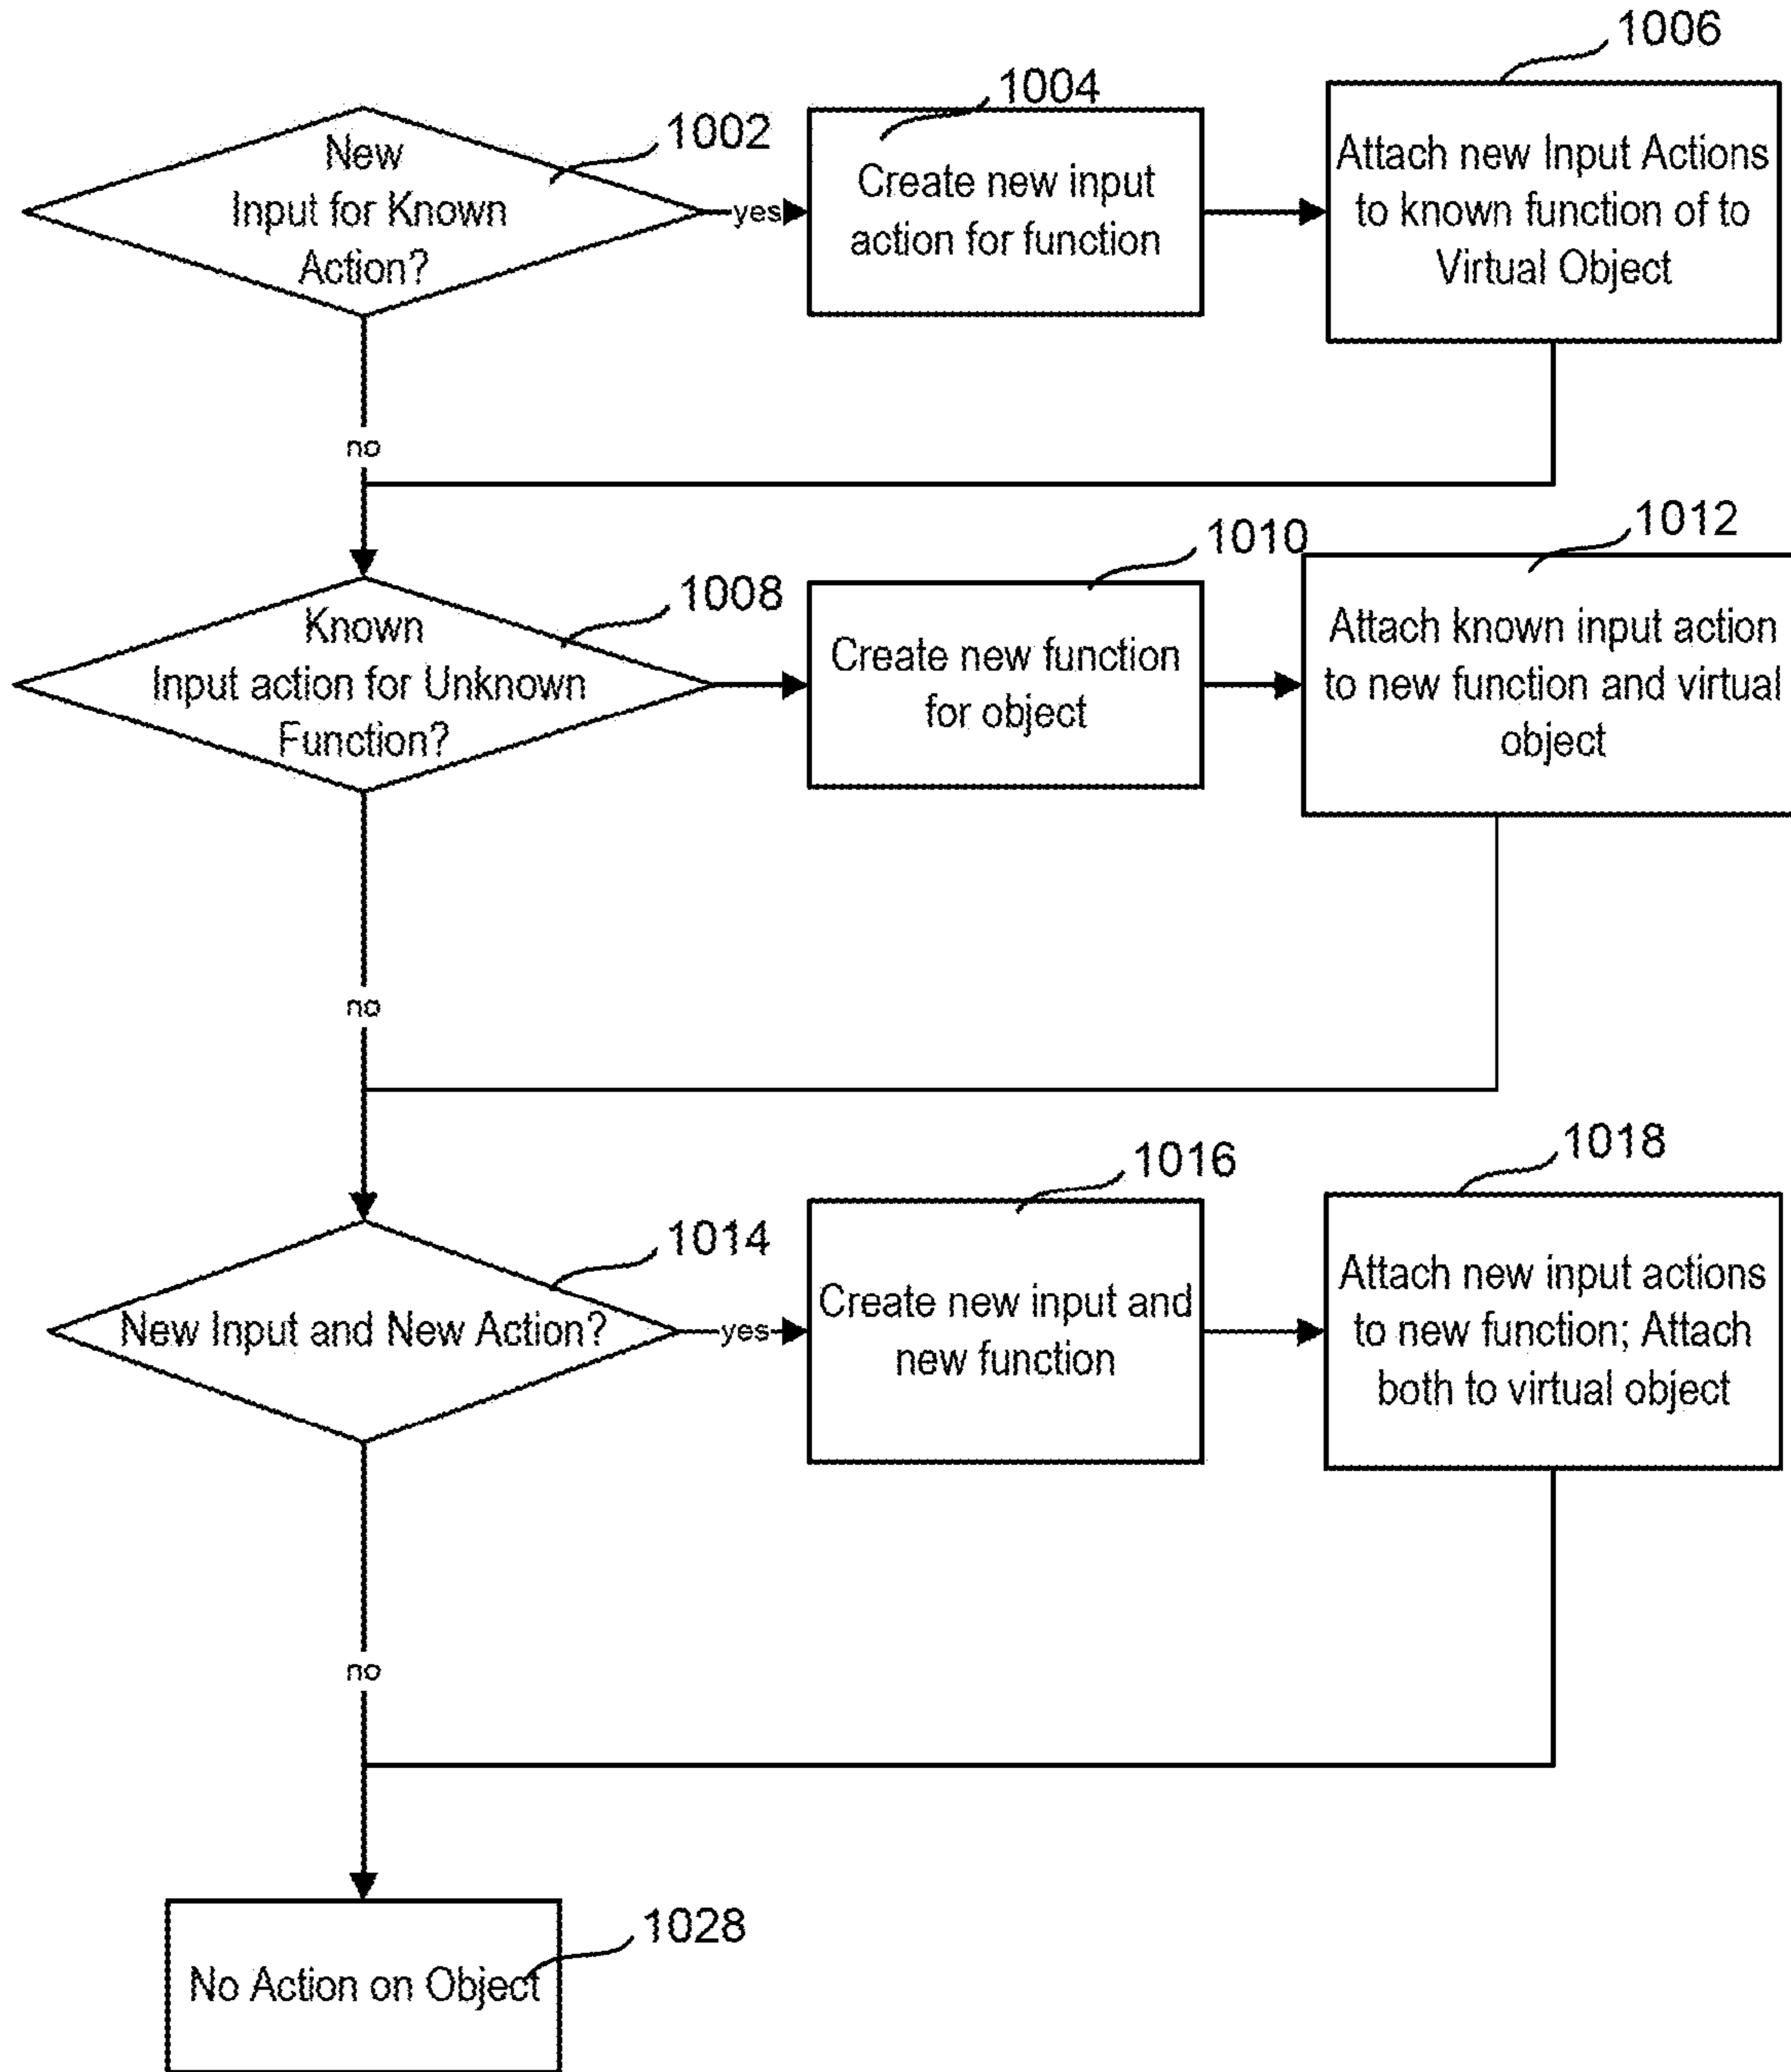 1006
1004
1002
New
Input for Known
Action?
yes
Create new input
action for function
Attach new Input Actions
to known function of to
Virtual Object
no
1012
1010
1008
Known
Input action for Unknown
Function?
Create new function
for object
Attach known input action
to new function and virtual
object
no
1018
1016
1014
New Input and New Action?
yes
Create new input and
new function
Attach new input actions
to new function; Attach
both to virtual object
no
1028
No Action on Object